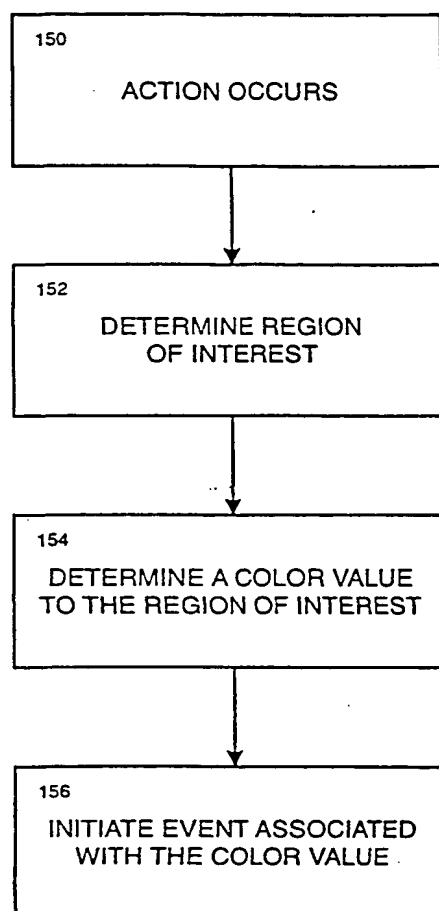 150
ACTION OCCURS
152
DETERMINE REGION
OF INTEREST
154
DETERMINE A COLOR VALUE
TO THE REGION OF INTEREST
156
INITIATE EVENT ASSOCIATED
WITH THE COLOR VALUE